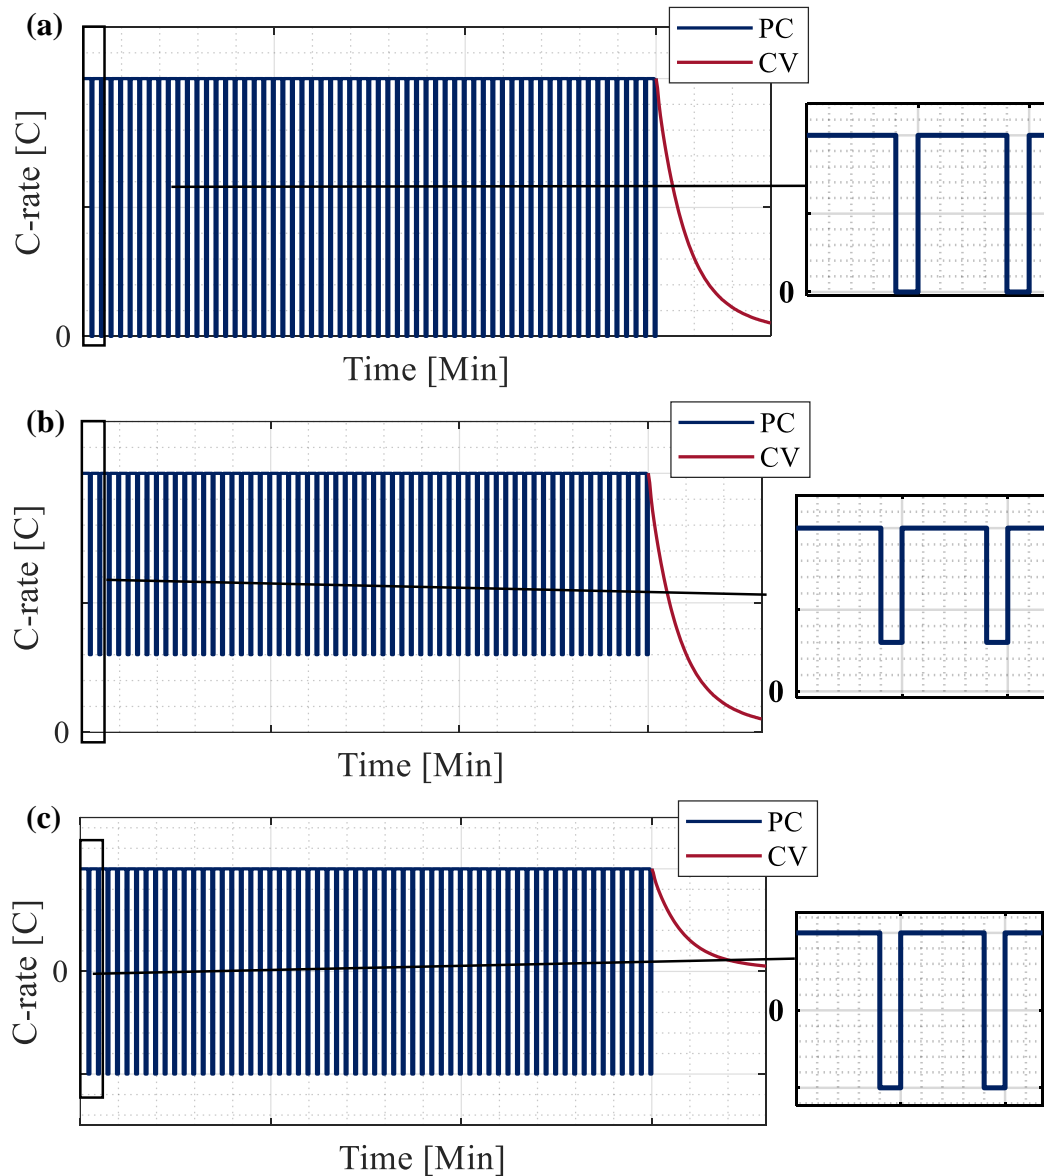 (a)
PC
CV
C-rate [C]
0
0
Time [Min]
(b)
PC
CV
C-rate [C]
0
0
Time [Min]
(c)
PC
CV
C-rate [C]
0
0
Time [Min]